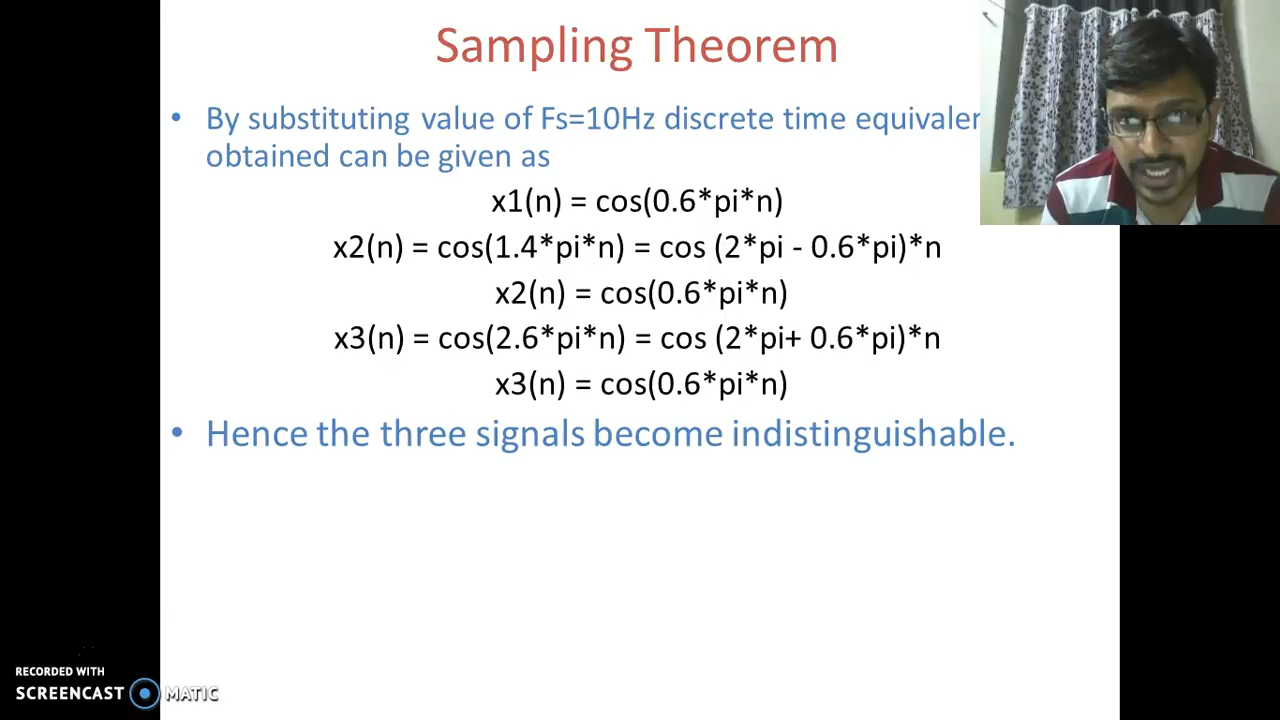 Sampling Theorem
• By substituting value of Fs=10Hz discrete time
obtained can be given as
x1(n) = cos(0.6*pi*n)
x2(n) = cos(1.4*pi*n) = cos (2*pi - 0.6*pi)*n
x2(n) = cos(0.6*pi*n)
x3(n) = cos(2.6*pi*n) = cos (2*pi+ 0.6*pi)*n
x3(n) = cos(0.6*pi*n)
• Hence the three signals become indistinguishable.
RECORDED WITH
SCREENCAST MATIC